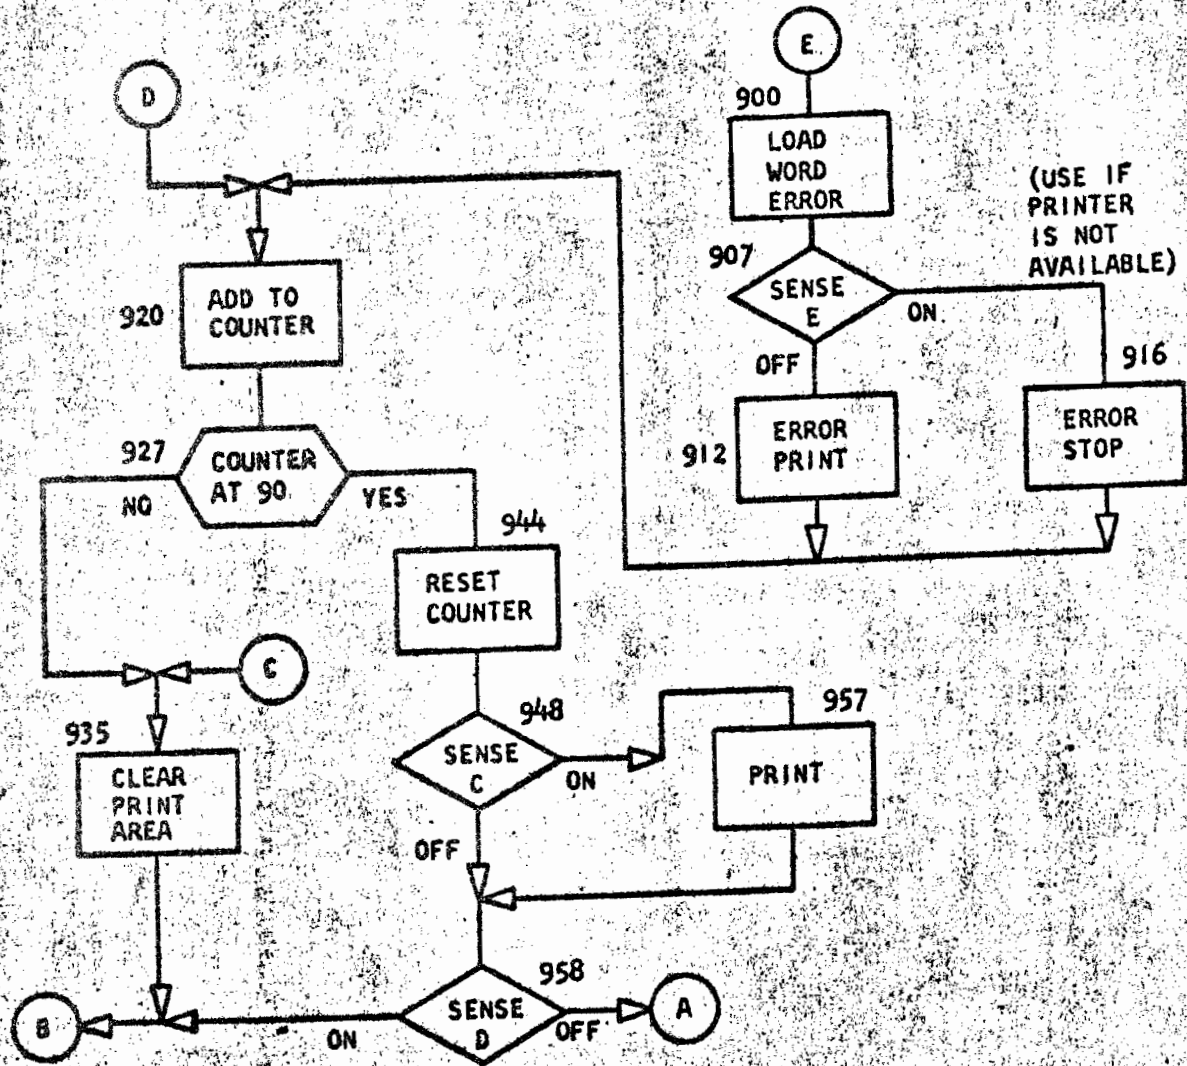 E
D
900
LOAD
WORD
ERROR
(USE IF
PRINTER
IS NOT
AVAILABLE)
907
SENSE
E
ON
OFF
920
ADD TO
COUNTER
916
ERROR
STOP
912
ERROR
PRINT
927
COUNTER
AT 90
NO
YES
944
RESET
COUNTER
C
935
CLEAR
PRINT
AREA
948
SENSE
C
ON
OFF
957
PRINT
958
SENSE
D
ON
OFF
A
B